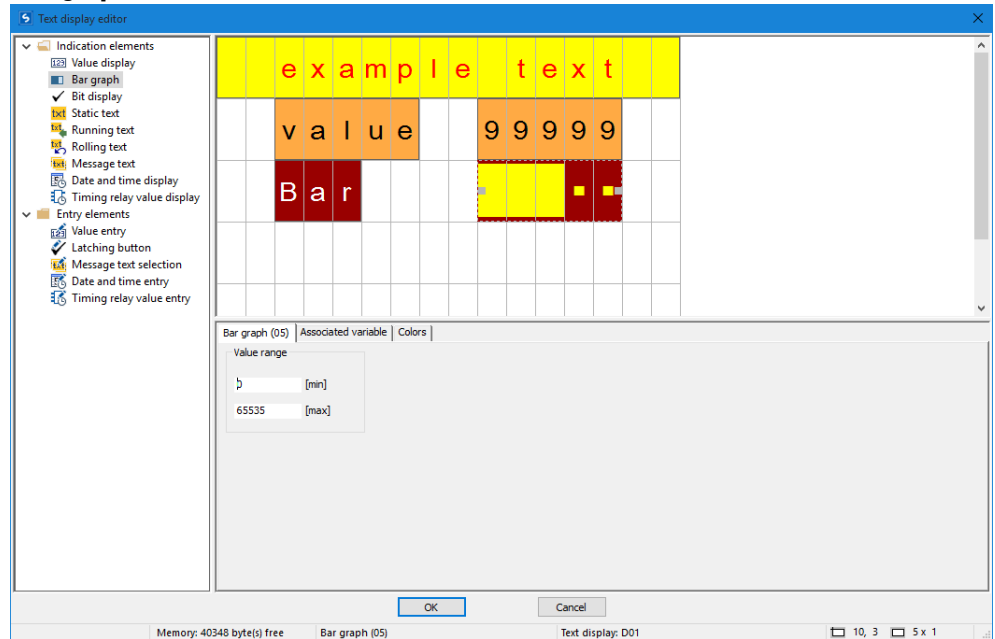 Text display editor
Indication elements
Value display
Bar graph
Bit display
Static text
Running text
Rolling text
Message text
Date and time display
Timing relay value display
Entry elements
Value entry
Latching button
Message text selection
Date and time entry
Timing relay value entry
example text
value 99999
Bar
Bar graph (05) Associated variable Colors
Value range
0 [min]
65535 [max]
OK Cancel
Memory: 40348 byte(s) free Bar graph (05) Text display: D01 10, 3 5 x 1